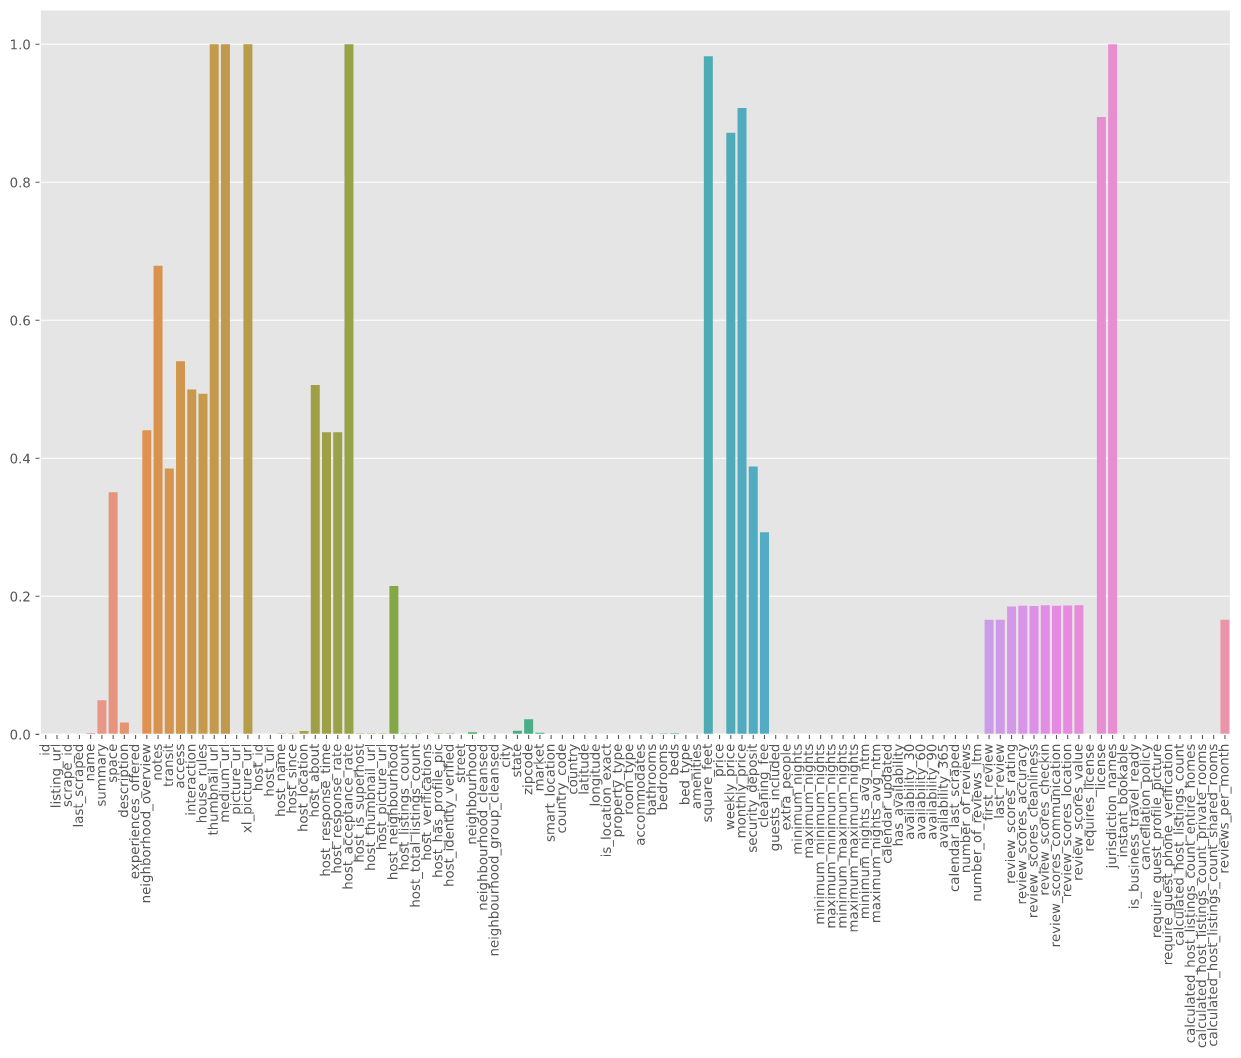 1.0
0.8
0.6
0.4
0.2
0.0
id
listing_url
scrape_id
last_scraped
name
summary
space
description
experiences_offered
neighborhood_overview
notes
transit
access
interaction
house_rules
thumbnail_url
medium_url
picture_url
xl_picture_url
host_id
host_url
host_name
host_since
host_location
host_about
host_response_time
host_response_rate
host_acceptance_rate
host_is_superhost
host_thumbnail_url
host_picture_url
host_neighbourhood
host_listings_count
host_total_listings_count
host_verifications
host_has_profile_pic
host_identity_verified
street
neighbourhood
neighbourhood_cleansed
neighbourhood_group_cleansed
city
state
zipcode
market
smart_location
country_code
country
latitude
longitude
is_location_exact
property_type
room_type
accommodates
bathrooms
bedrooms
beds
bed_type
amenities
square_feet
price
weekly_price
monthly_price
security_deposit
cleaning_fee
guests_included
extra_people
minimum_nights
maximum_nights
minimum_minimum_nights
maximum_minimum_nights
minimum_maximum_nights
maximum_maximum_nights
minimum_nights_avg_ntm
maximum_nights_avg_ntm
calendar_updated
has_availability
availability_30
availability_60
availability_90
availability_365
calendar_last_scraped
number_of_reviews
number_of_reviews_ltm
first_review
last_review
review_scores_rating
review_scores_accuracy
review_scores_cleanliness
review_scores_checkin
review_scores_communication
review_scores_location
review_scores_value
requires_license
license
jurisdiction_names
instant_bookable
is_business_travel_ready
cancellation_policy
require_guest_profile_picture
require_guest_phone_verification
calculated_host_listings_count
calculated_host_listings_count_entire_homes
calculated_host_listings_count_private_rooms
calculated_host_listings_count_shared_rooms
reviews_per_month